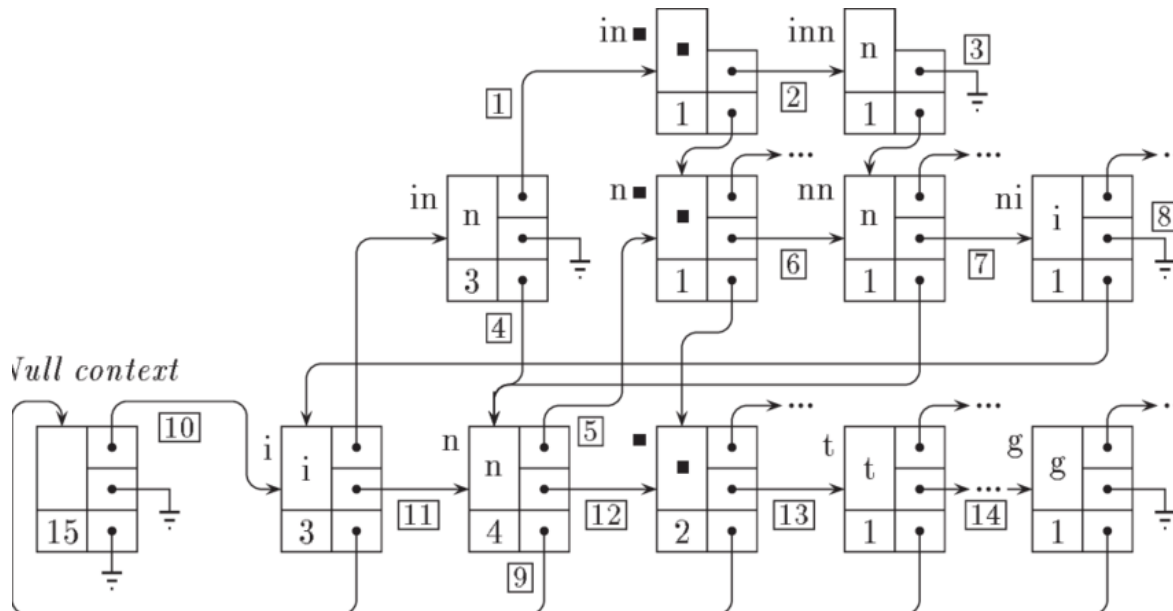 in■ ■ inn n 3
1 2
1 1
... ...
in n n■ ■ nn n ni i 8
3 1 6 1 7 1
4
Null context
10 i i n n 5 ■ ■ ... t t ... g g
15 3 11 4 12 2 13 1 ... 14 1
9